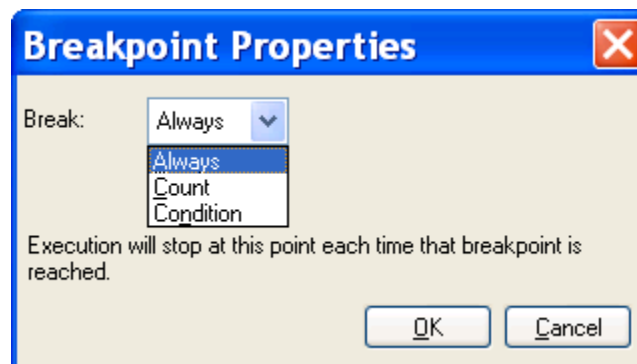 Breakpoint Properties
Break: Always
Always
Count
Condition
Execution will stop at this point each time that breakpoint is
reached.
OK Cancel